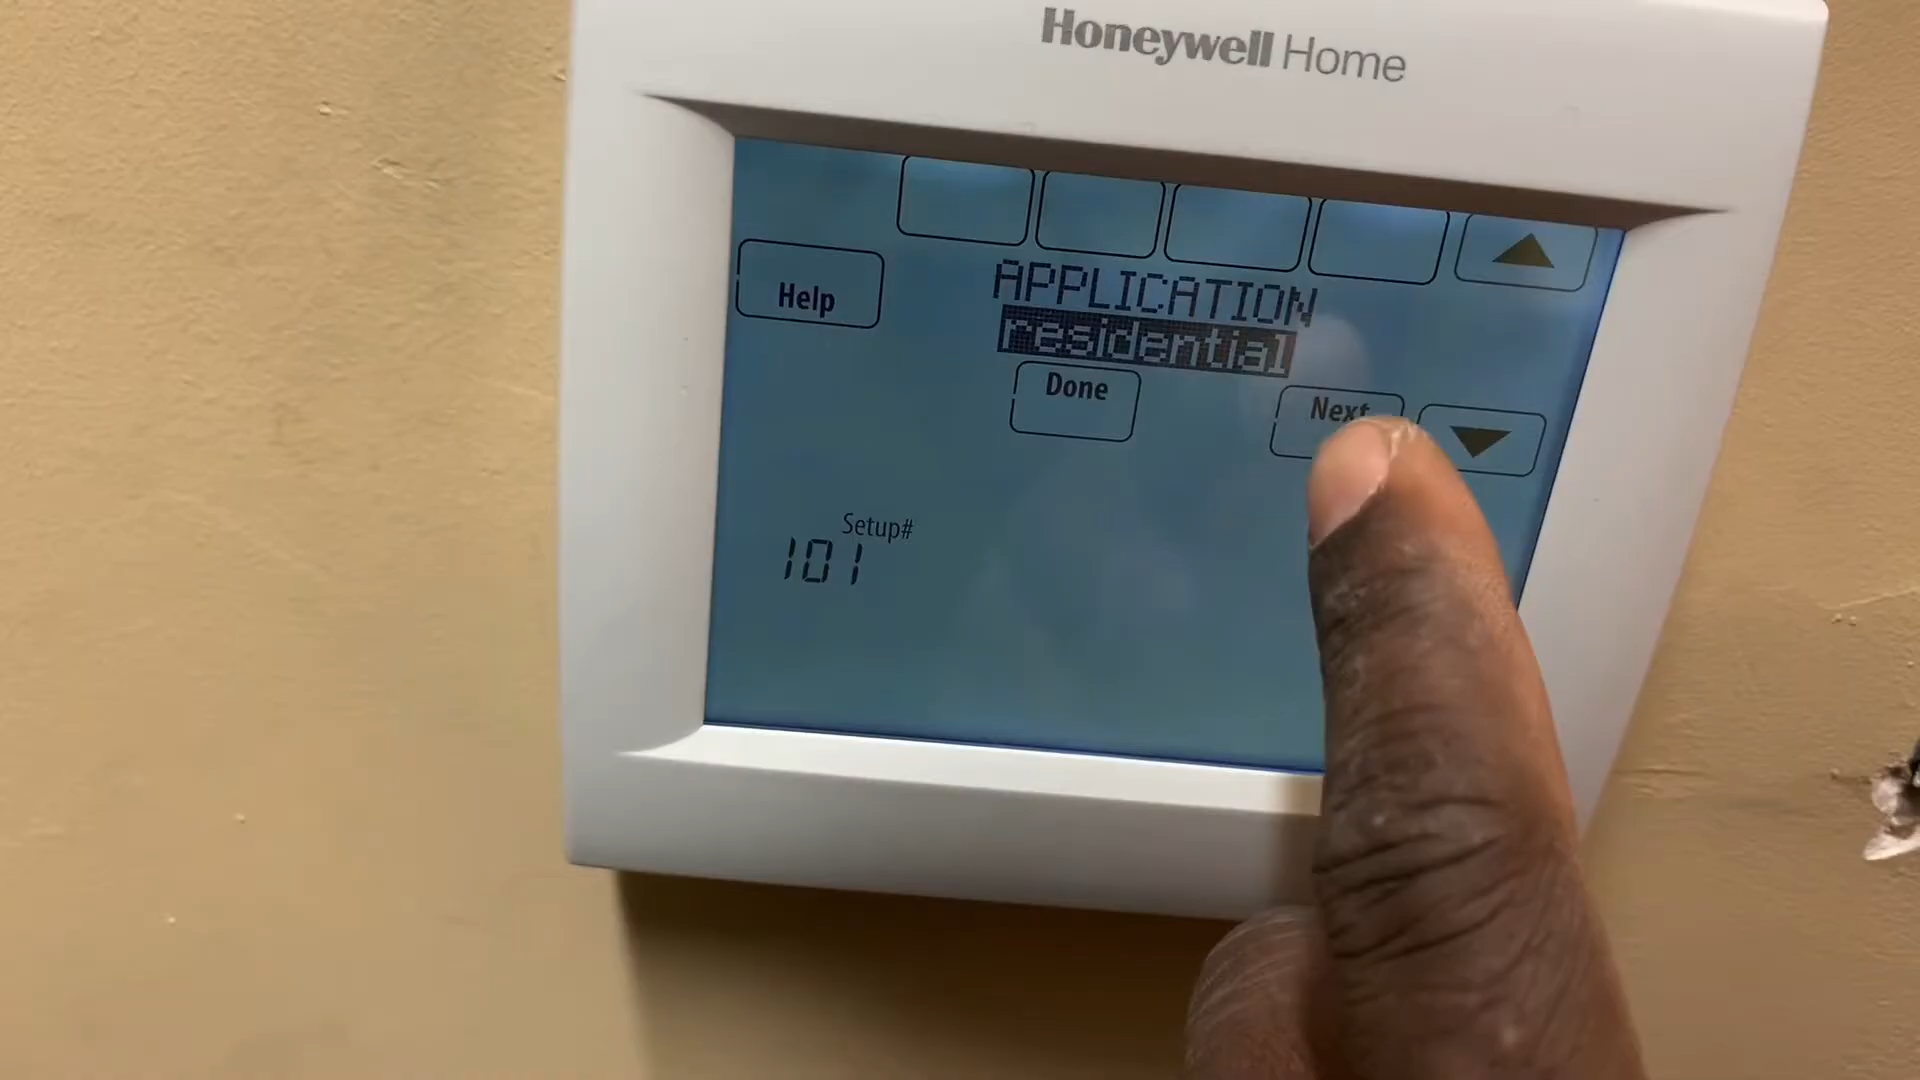 Honeywell Home
Help
APPLICATION
residential
Done
Next
Setup#
101